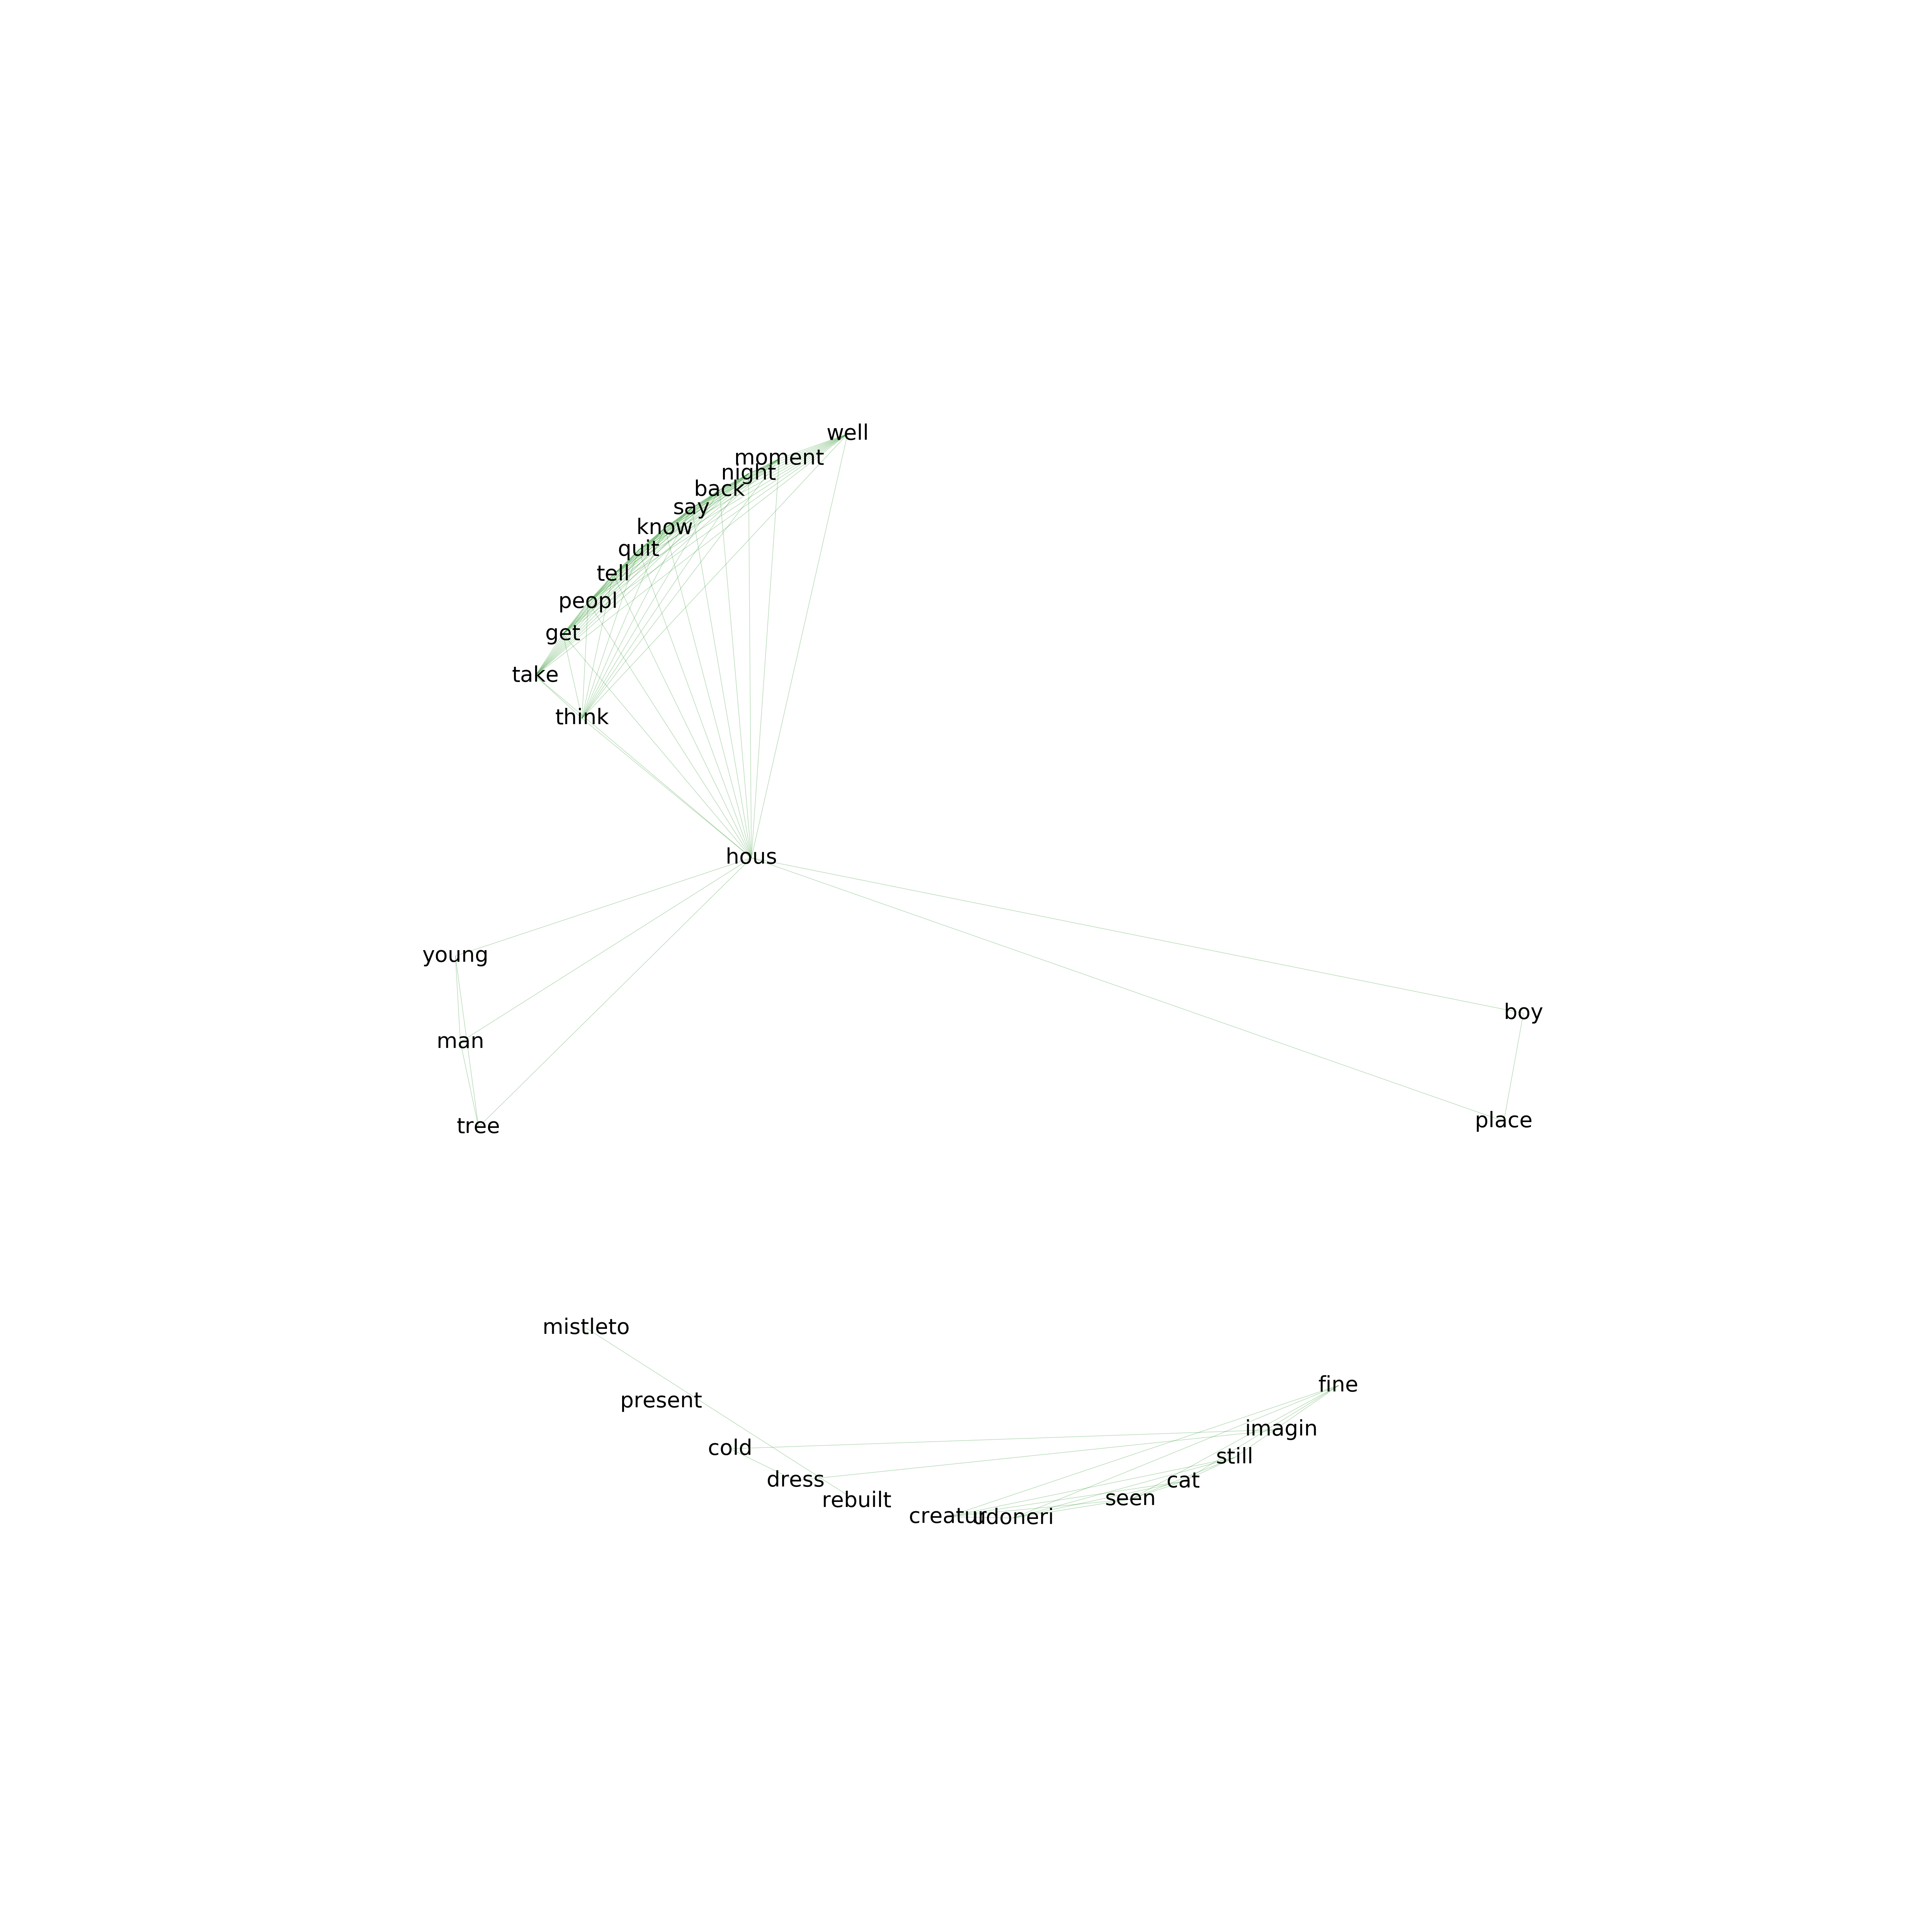 well
moment
night
back
say
know
quit
tell
peopl
get
take
think
hous
young
boy
man
place
tree
mistleto
fine
present
imagin
cold
still
dress
cat
seen
rebuilt
creatur